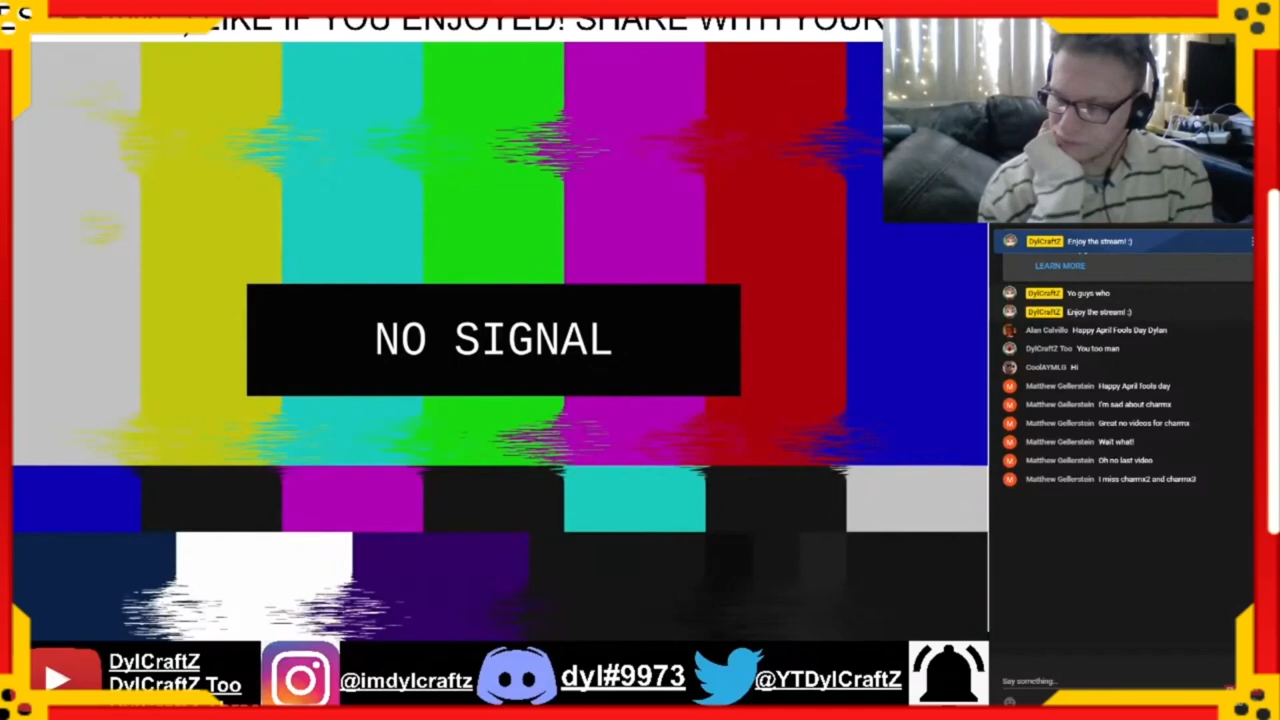 LIKE IF YOU ENJOYED! SHARE WITH YOUR
NO SIGNAL
DylCraftZ Enjoy the stream! :)
LEARN MORE
DylCraftZ Yo guys who
DylCraftZ Enjoy the stream! :)
Alan Calvillo Happy April Fools Day Dylan
DylCraftZ Too You too man
CoolAYMLG Hi
M Matthew Gellerstein Happy April fools day
M Matthew Gellerstein I'm sad about charmx
M Matthew Gellerstein Great no videos for charmx
M Matthew Gellerstein Wait what!
M Matthew Gellerstein Oh no last video
M Matthew Gellerstein I miss charmx2 and charmx3
Say something...
DylCraftZ
DylCraftZ Too
@imdylcraftz
dyl#9973
@YTDylCraftZ